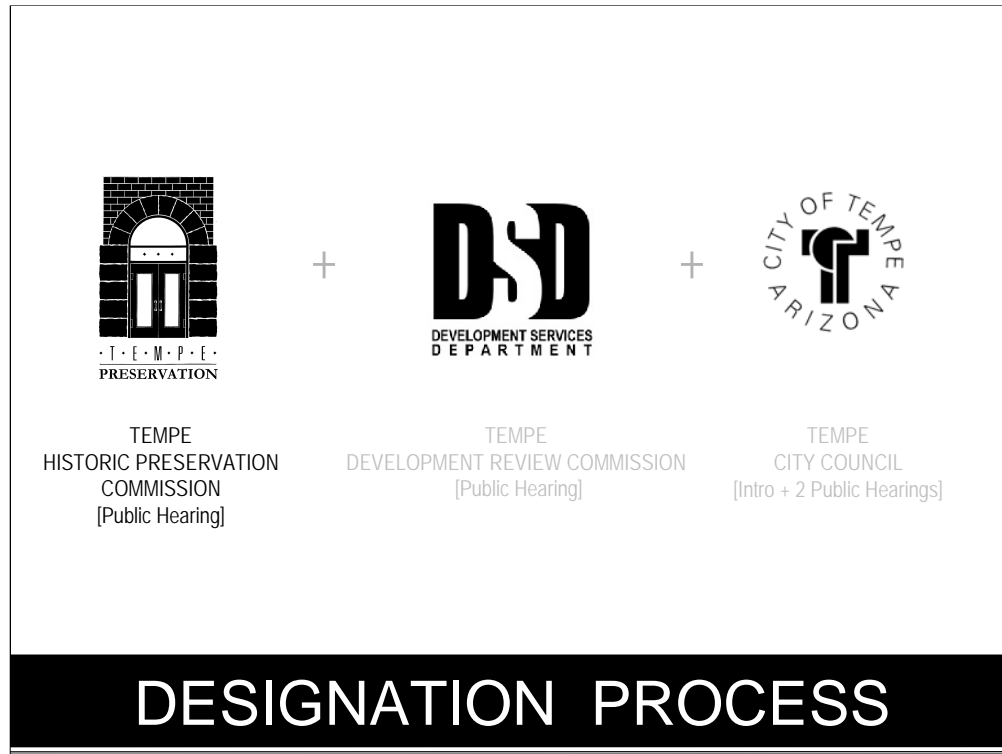 · T · E · M · P · E ·
PRESERVATION
+
DSD
DEVELOPMENT SERVICES
DEPARTMENT
+
CITY OF TEMPE
ARIZONA
TEMPE
HISTORIC PRESERVATION
COMMISSION
[Public Hearing]
TEMPE
DEVELOPMENT REVIEW COMMISSION
[Public Hearing]
TEMPE
CITY COUNCIL
[Intro + 2 Public Hearings]
DESIGNATION PROCESS